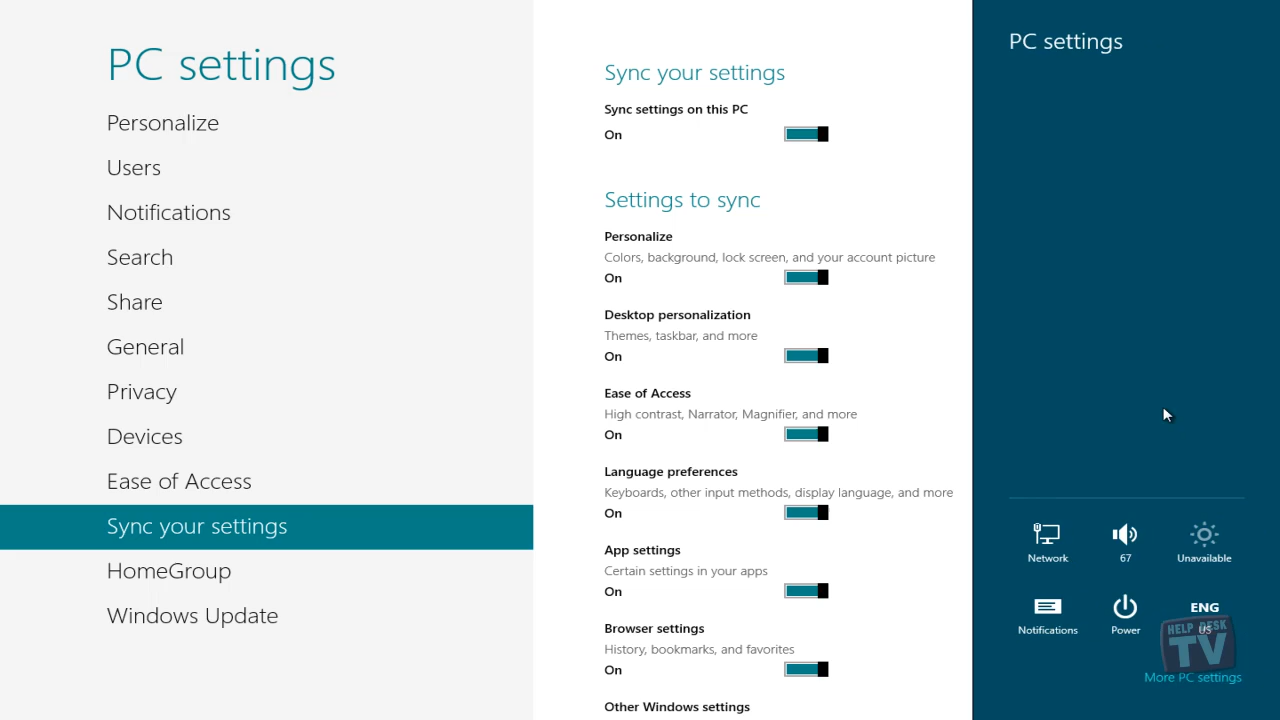 PC settings
Personalize
Users
Notifications
Search
Share
General
Privacy
Devices
Ease of Access
Sync your settings
HomeGroup
Windows Update
Sync your settings
Sync settings on this PC
On
Settings to sync
Personalize
Colors, background, lock screen, and your account picture
On
Desktop personalization
Themes, taskbar, and more
On
Ease of Access
High contrast, Narrator, Magnifier, and more
On
Language preferences
Keyboards, other input methods, display language, and more
On
App settings
Certain settings in your apps
On
Browser settings
History, bookmarks, and favorites
On
Other Windows settings
PC settings
Network
67
Unavailable
Notifications
Power
ENG
US
HELP DESK
TV
More PC settings